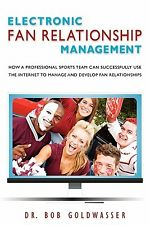 ELECTRONIC
FAN RELATIONSHIP
MANAGEMENT
HOW A PROFESSIONAL SPORTS TEAM CAN SUCCESSFULLY USE
THE INTERNET TO MANAGE AND DEVELOP FAN RELATIONSHIPS
DR. BOB GOLDWASSER